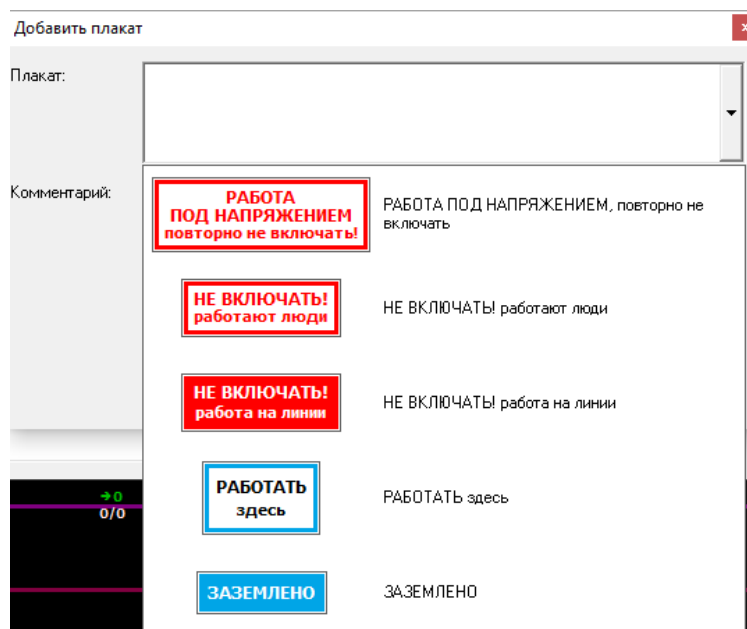 Добавить плакат
x
Плакат:
Комментарий:
РАБОТА
ПОД НАПРЯЖЕНИЕМ
повторно не включать!
РАБОТА ПОД НАПРЯЖЕНИЕМ, повторно не
включать
НЕ ВКЛЮЧАТЬ!
работают люди
НЕ ВКЛЮЧАТЬ! работают люди
НЕ ВКЛЮЧАТЬ!
работа на линии
НЕ ВКЛЮЧАТЬ! работа на линии
РАБОТАТЬ
здесь
РАБОТАТЬ здесь
→0
0/0
ЗАЗЕМЛЕНО
ЗАЗЕМЛЕНО